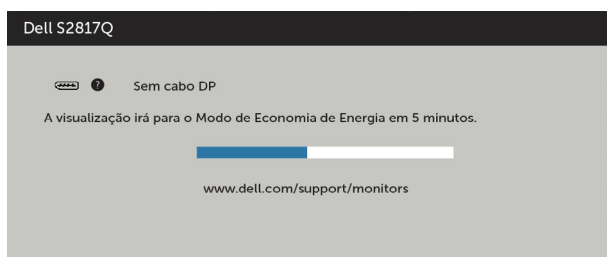 Dell S2817Q
? Sem cabo DP
A visualização irá para o Modo de Economia de Energia em 5 minutos.
www.dell.com/support/monitors